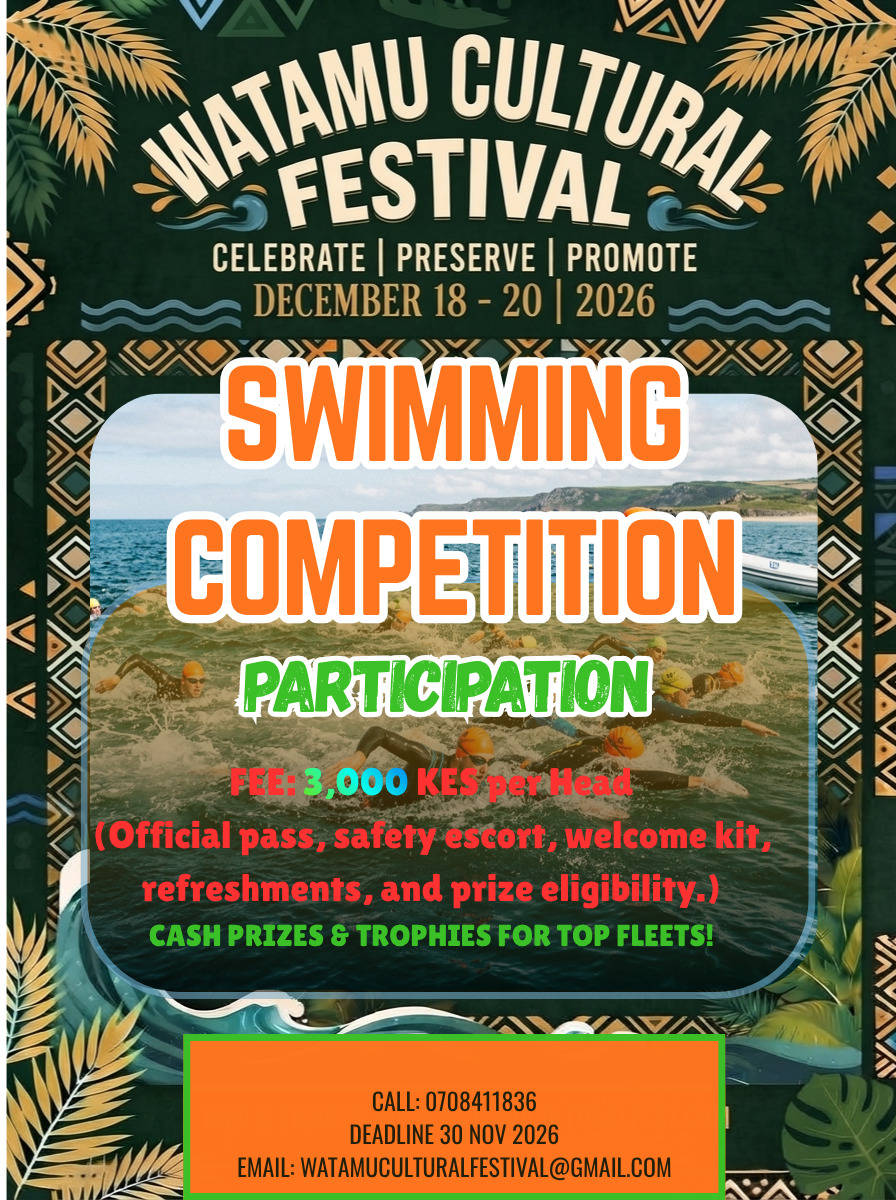 WATAMU CULTURAL
FESTIVAL
CELEBRATE | PRESERVE | PROMOTE
DECEMBER 18 - 20 | 2026
SWIMMING
COMPETITION
PARTICIPATION
FEE: 3,000 KES per Head
(Official pass, safety escort, welcome kit,
refreshments, and prize eligibility.)
CASH PRIZES & TROPHIES FOR TOP FLEETS!
CALL: 0708411836
DEADLINE 30 NOV 2026
EMAIL: WATAMUCULTURALFESTIVAL@GMAIL.COM